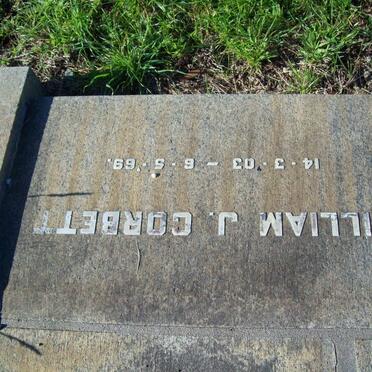 ILLIAM J. CORBETT
14·3·03 – 6·5·69.